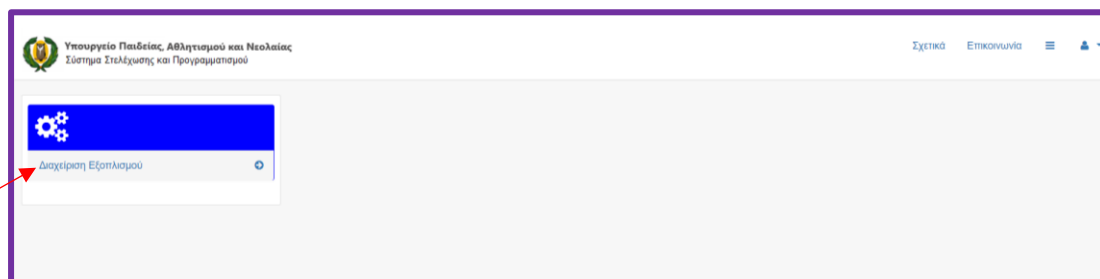 Υπουργείο Παιδείας, Αθλητισμού και Νεολαίας
Σύστημα Στελέχωσης και Προγραμματισμού
Σχετικά Επικοινωνία
Διαχείριση Εξοπλισμού